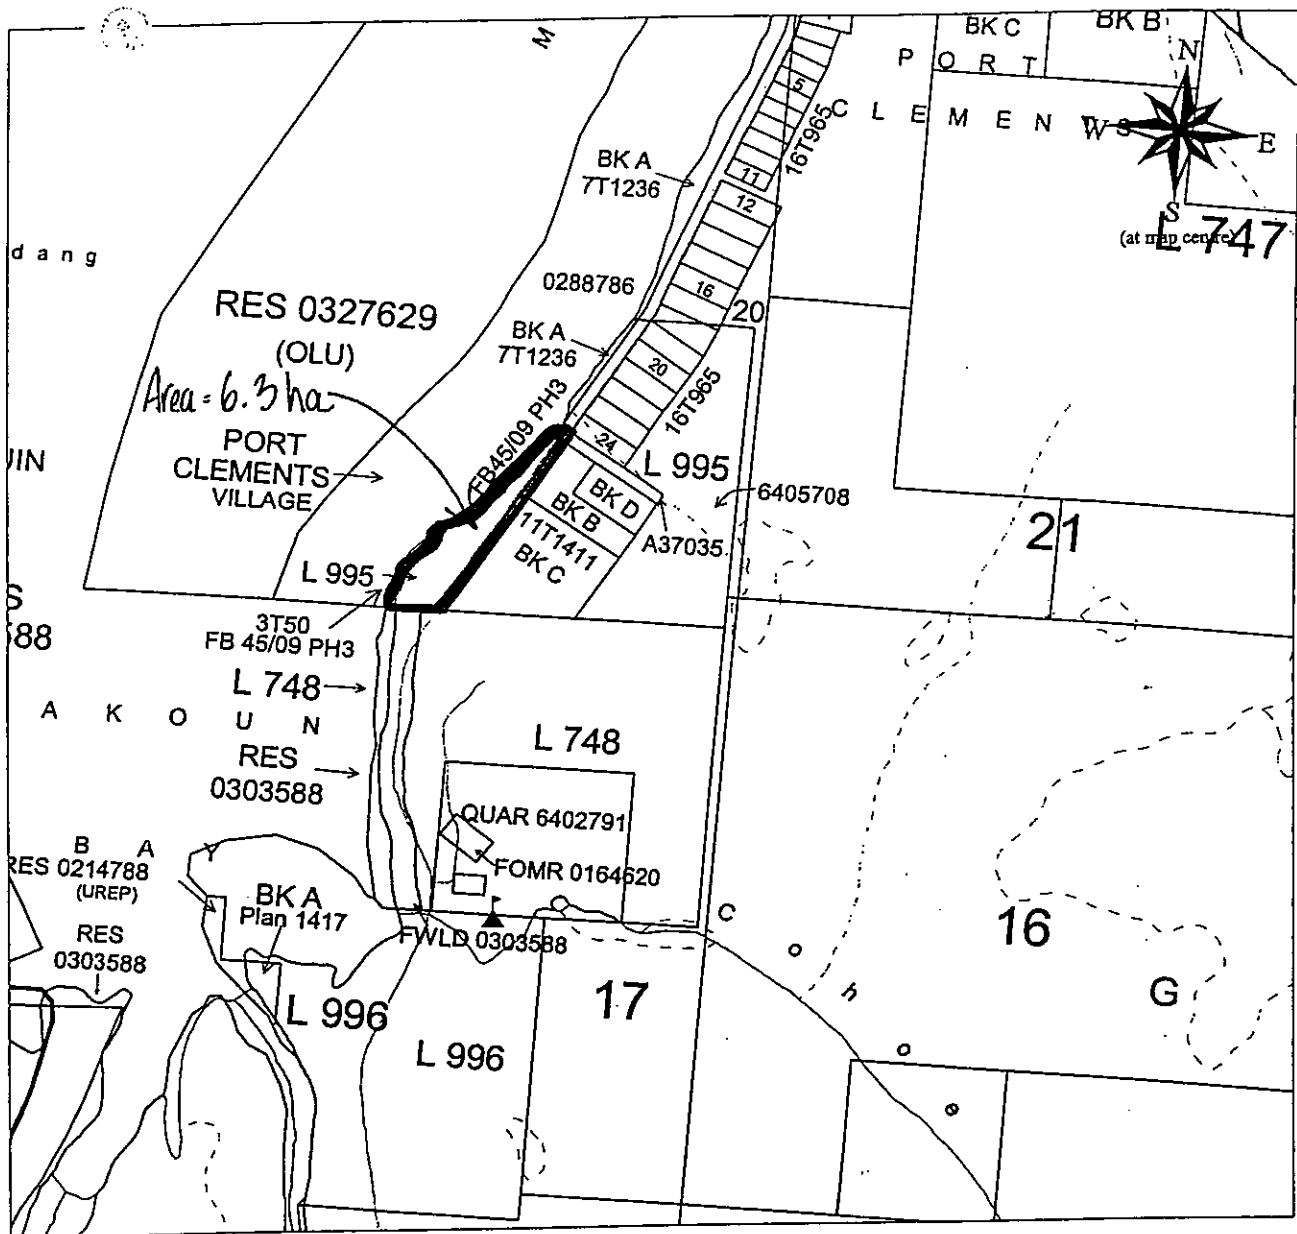 M
BK C
BK B
P O R T
N
C L E M E N T S
W
E
S
(at map centre)
L 747
5
16T965
BK A
7T1236
11
12
d a n g
0288786
16
20
RES 0327629
(OLU)
BK A
7T1236
20
Area = 6.3 ha
FB45/09 PH3
16T965
24
PORT
CLEMENTS
VILLAGE
JIN
L 995
BK D
6405708
BK B
11T1411
BK C
A37035
21
L 995
S
588
3T50
FB 45/09 PH3
L 748
A K O U N
RES
0303588
L 748
QUAR 6402791
FOMR 0164620
B A Y
RES 0214788
(UREP)
BK A
Plan 1417
RES
0303588
FWLD 0303588
C
o
h
o
e
16
G
17
L 996
L 996